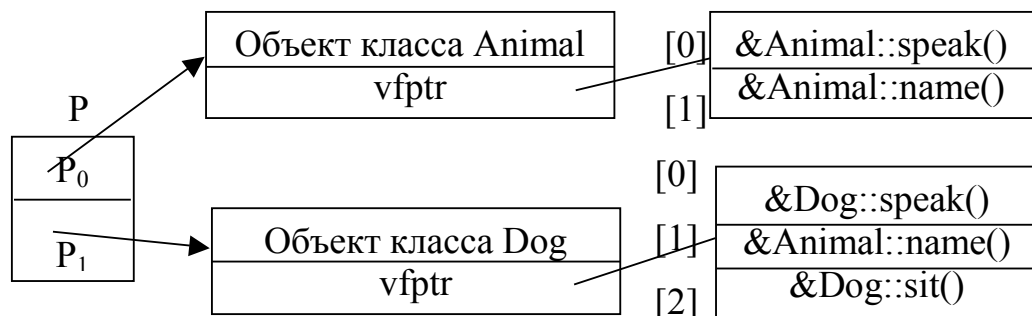 P
P₀
P₁
Объект класса Animal
vfptr
[0]
&Animal::speak()
[1]
&Animal::name()
Объект класса Dog
vfptr
[0]
&Dog::speak()
[1]
&Animal::name()
[2]
&Dog::sit()